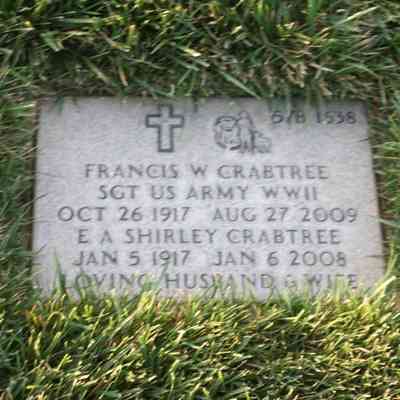 1538
FRANCIS W CRABTREE
SGT US ARMY WWII
OCT 26 1917 AUG 27 2009
E A SHIRLEY CRABTREE
JAN 5 1917 JAN 6 2008
LOVING HUSBAND & WIFE